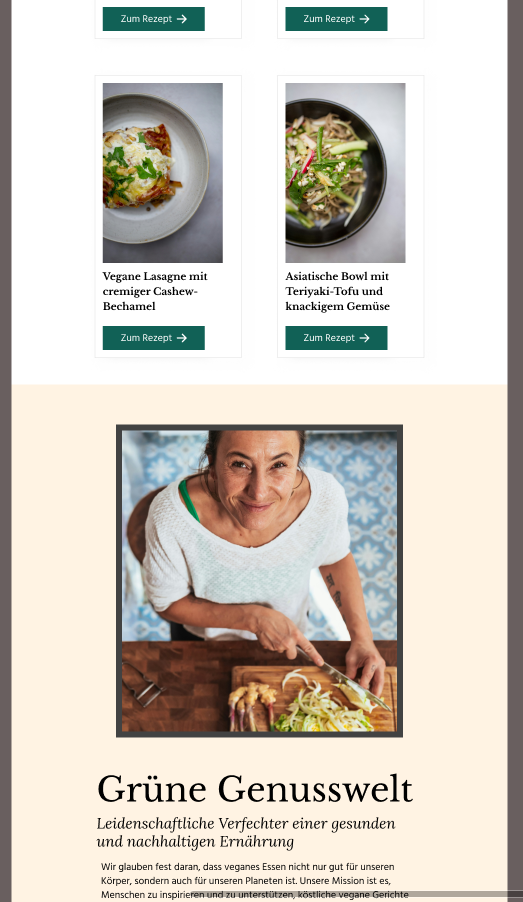 Zum Rezept
Zum Rezept
Vegane Lasagne mit
cremiger Cashew-
Bechamel
Zum Rezept
Asiatische Bowl mit
Teriyaki-Tofu und
knackigem Gemüse
Zum Rezept
Grüne Genusswelt
Leidenschaftliche Verfechter einer gesunden
und nachhaltigen Ernährung
Wir glauben fest daran, dass veganes Essen nicht nur gut für unseren
Körper, sondern auch für unseren Planeten ist. Unsere Mission ist es,
Menschen zu inspirieren und zu unterstützen, köstliche vegane Gerichte